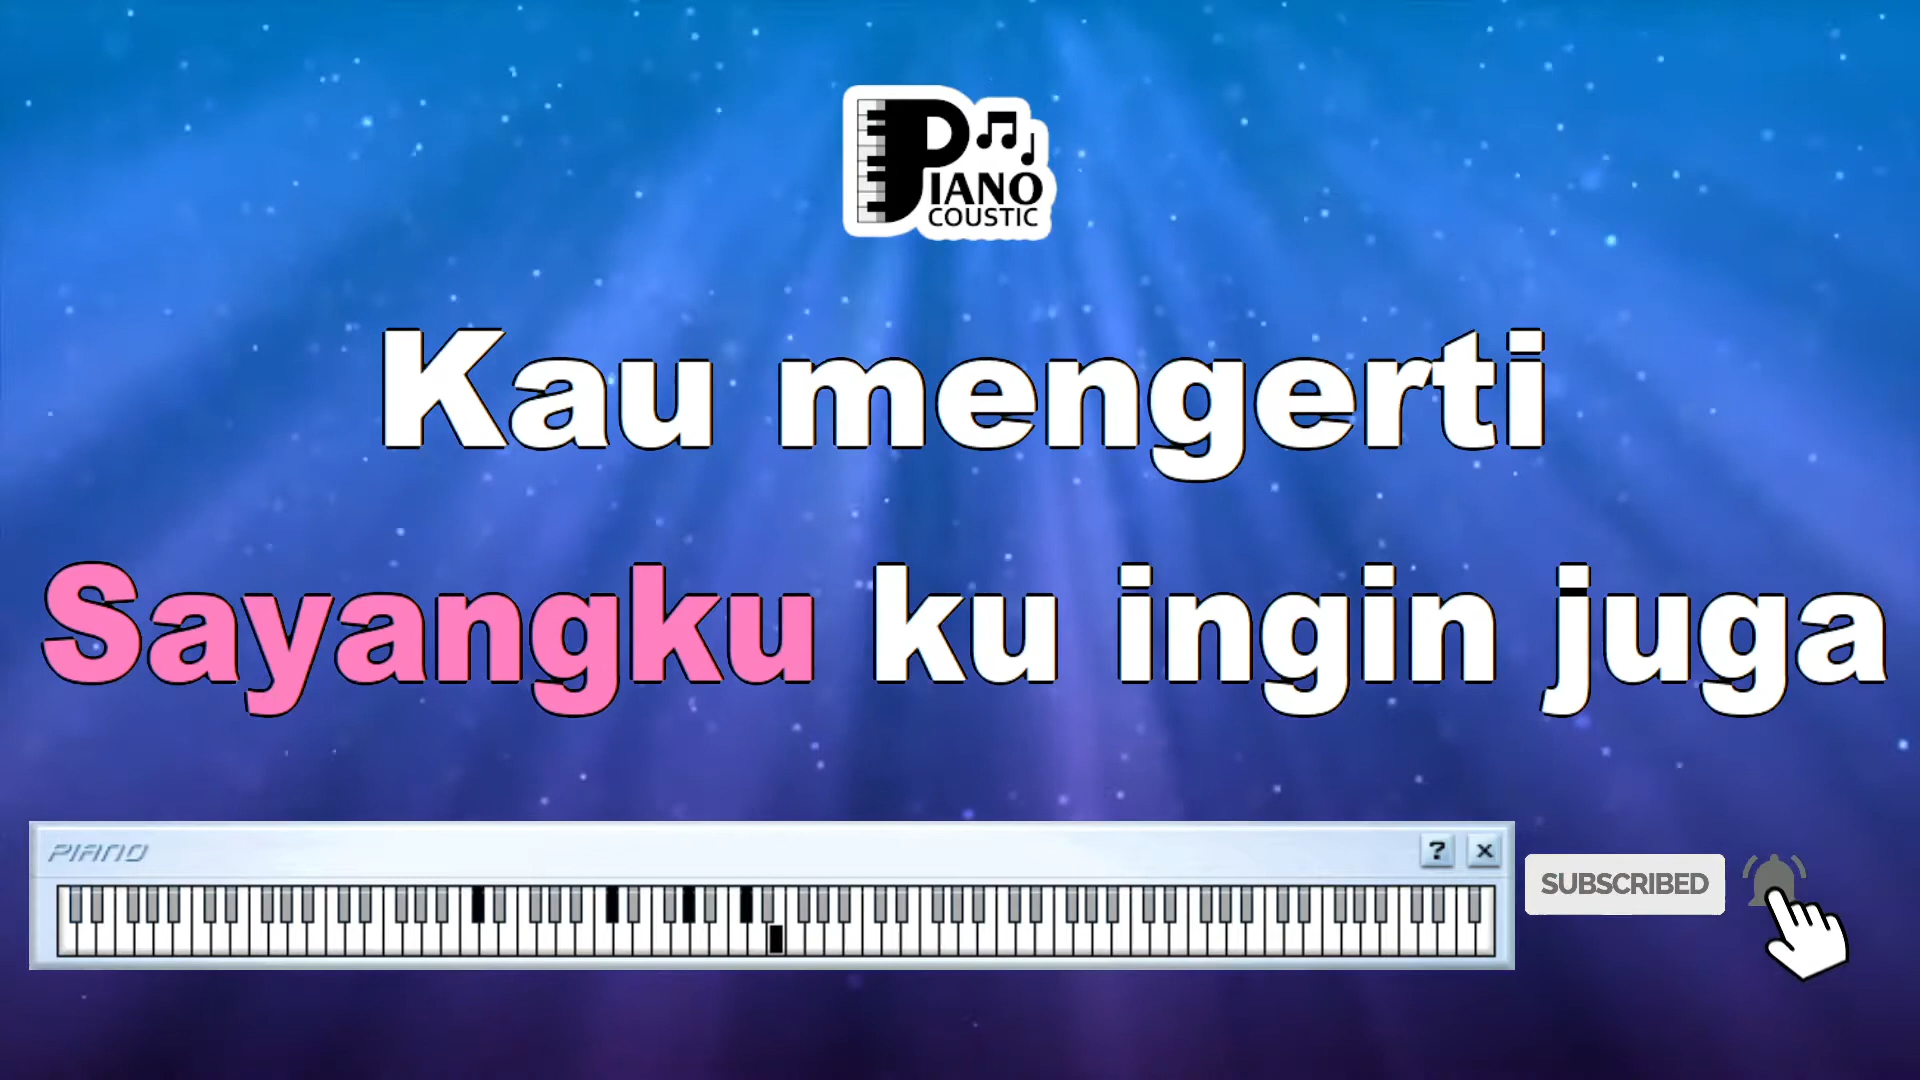 PIANO
COUSTIC
Kau mengerti
Sayangku ku ingin juga
PIANO
?
x
SUBSCRIBED